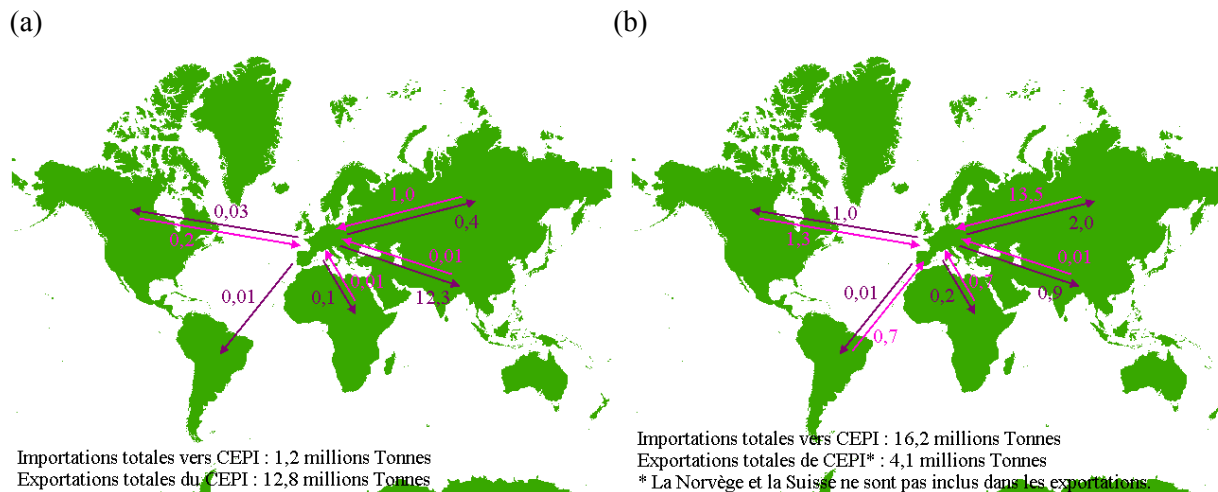 (a)
1,0
0,03
0,4
0,2
0,01
0,01
0,01
0,1
12,3
Importations totales vers CEPI : 1,2 millions Tonnes
Exportations totales du CEPI : 12,8 millions Tonnes
(b)
13,5
1,0
2,0
1,3
0,01
0,01
0,2
0,9
0,7
Importations totales vers CEPI : 16,2 millions Tonnes
Exportations totales de CEPI* : 4,1 millions Tonnes
* La Norvège et la Suisse ne sont pas inclus dans les exportations.